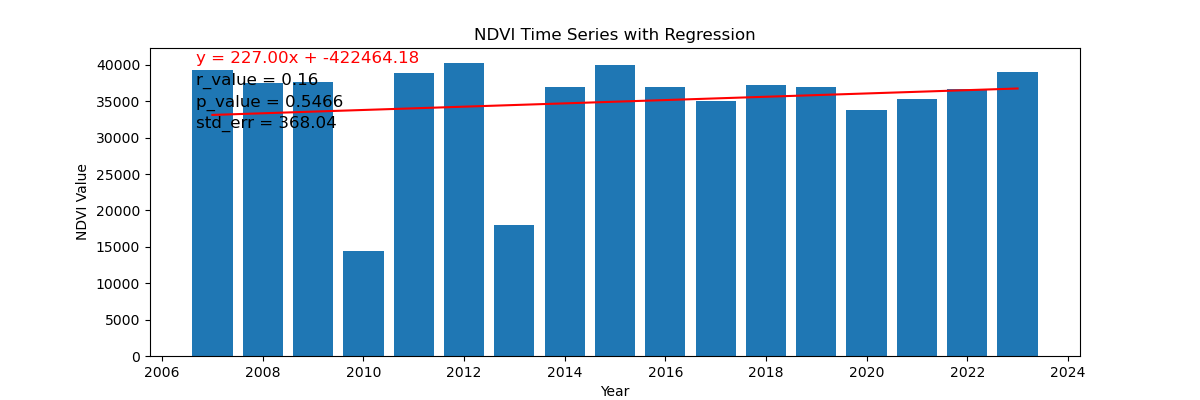 NDVI Time Series with Regression
y = 227.00x + -422464.18
r_value = 0.16
p_value = 0.5466
std_err = 368.04
NDVI Value
40000
35000
30000
25000
20000
15000
10000
5000
0
2006 2008 2010 2012 2014 2016 2018 2020 2022 2024
Year